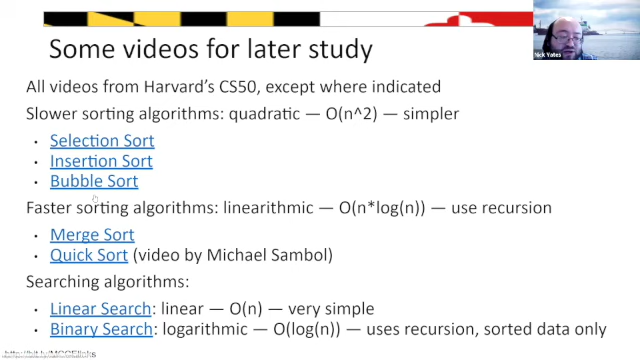 Some videos for later study
Nick Yates
All videos from Harvard's CS50, except where indicated
Slower sorting algorithms: quadratic — O(n^2) — simpler
• Selection Sort
• Insertion Sort
• Bubble Sort
Faster sorting algorithms: linearithmic — O(n*log(n)) — use recursion
• Merge Sort
• Quick Sort (video by Michael Sambol)
Searching algorithms:
• Linear Search: linear — O(n) — very simple
• Binary Search: logarithmic — O(log(n)) — uses recursion, sorted data only